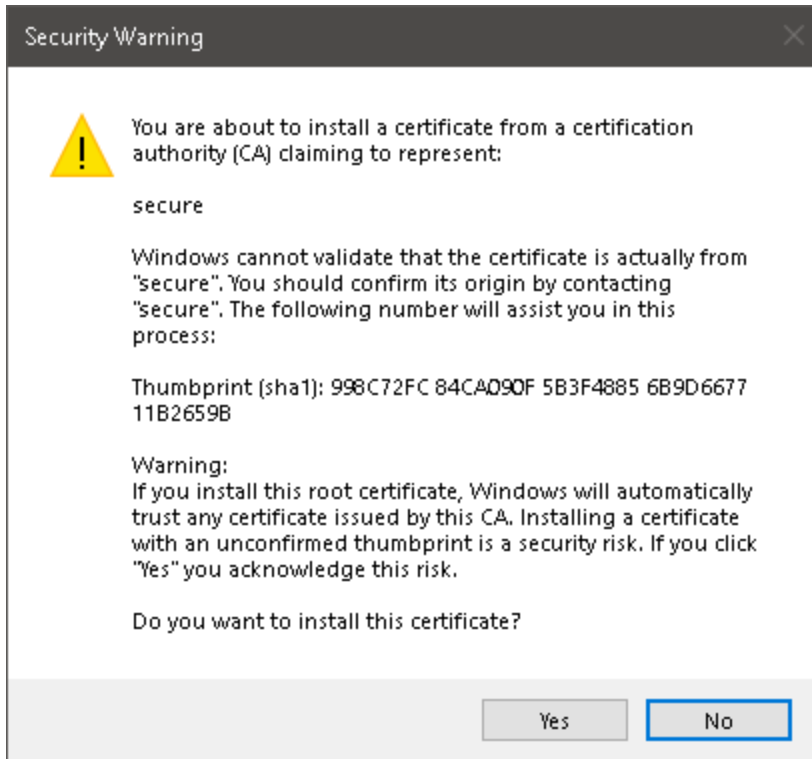 Security Warning
You are about to install a certificate from a certification
authority (CA) claiming to represent:
secure
Windows cannot validate that the certificate is actually from
"secure". You should confirm its origin by contacting
"secure". The following number will assist you in this
process:
Thumbprint (sha1): 998C72FC 84CA090F 5B3F4885 6B9D6677
11B2659B
Warning:
If you install this root certificate, Windows will automatically
trust any certificate issued by this CA. Installing a certificate
with an unconfirmed thumbprint is a security risk. If you click
"Yes" you acknowledge this risk.
Do you want to install this certificate?
Yes No